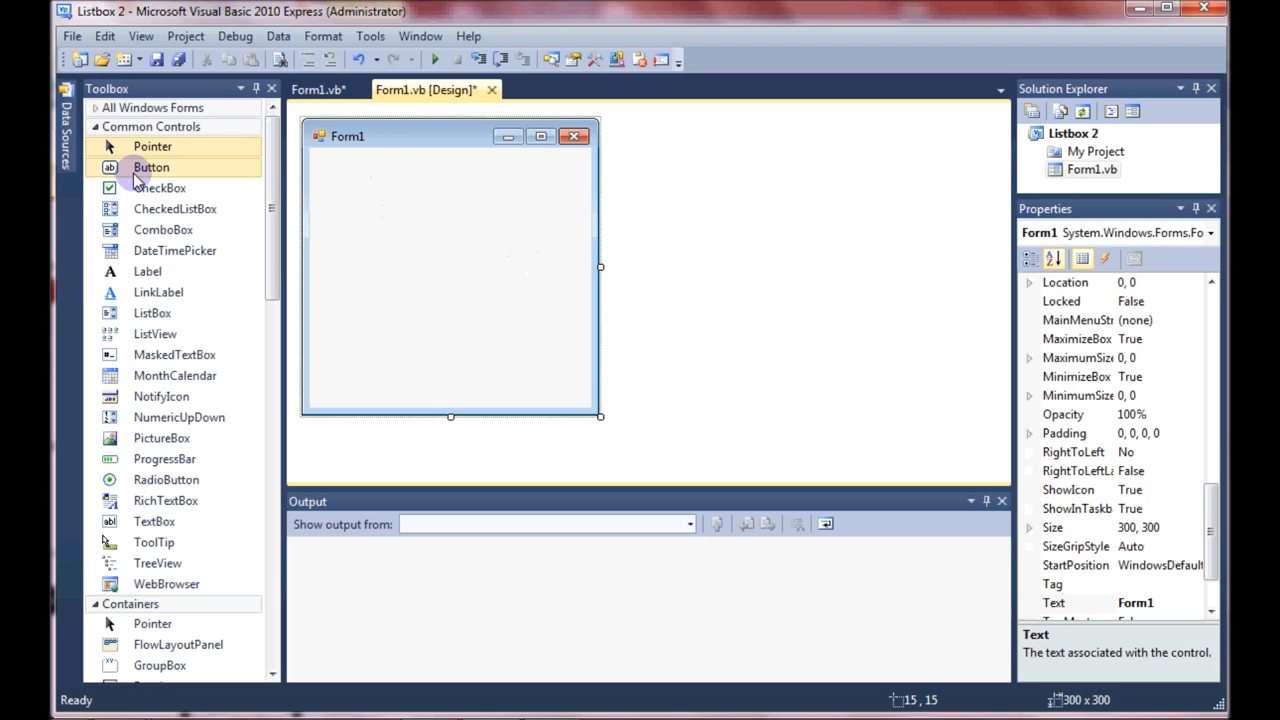 Listbox 2 - Microsoft Visual Basic 2010 Express (Administrator)
File Edit View Project Debug Data Format Tools Window Help
Data Sources
Toolbox
All Windows Forms
Common Controls
Pointer
Button
CheckBox
CheckedListBox
ComboBox
DateTimePicker
Label
LinkLabel
ListBox
ListView
MaskedTextBox
MonthCalendar
NotifyIcon
NumericUpDown
PictureBox
ProgressBar
RadioButton
RichTextBox
TextBox
ToolTip
TreeView
WebBrowser
Containers
Pointer
FlowLayoutPanel
GroupBox
Form1.vb* Form1.vb [Design]*
Form1
Output
Show output from:
Solution Explorer
Listbox 2
My Project
Form1.vb
Properties
Form1 System.Windows.Forms.Fo
Location 0, 0
Locked False
MainMenuStr (none)
MaximizeBox True
MaximumSize 0, 0
MinimizeBox True
MinimumSize 0, 0
Opacity 100%
Padding 0, 0, 0, 0
RightToLeft No
RightToLeftLa False
ShowIcon True
ShowInTaskb True
Size 300, 300
SizeGripStyle Auto
StartPosition WindowsDefault
Tag
Text Form1
Text
The text associated with the control.
Ready 15 , 15 300 x 300